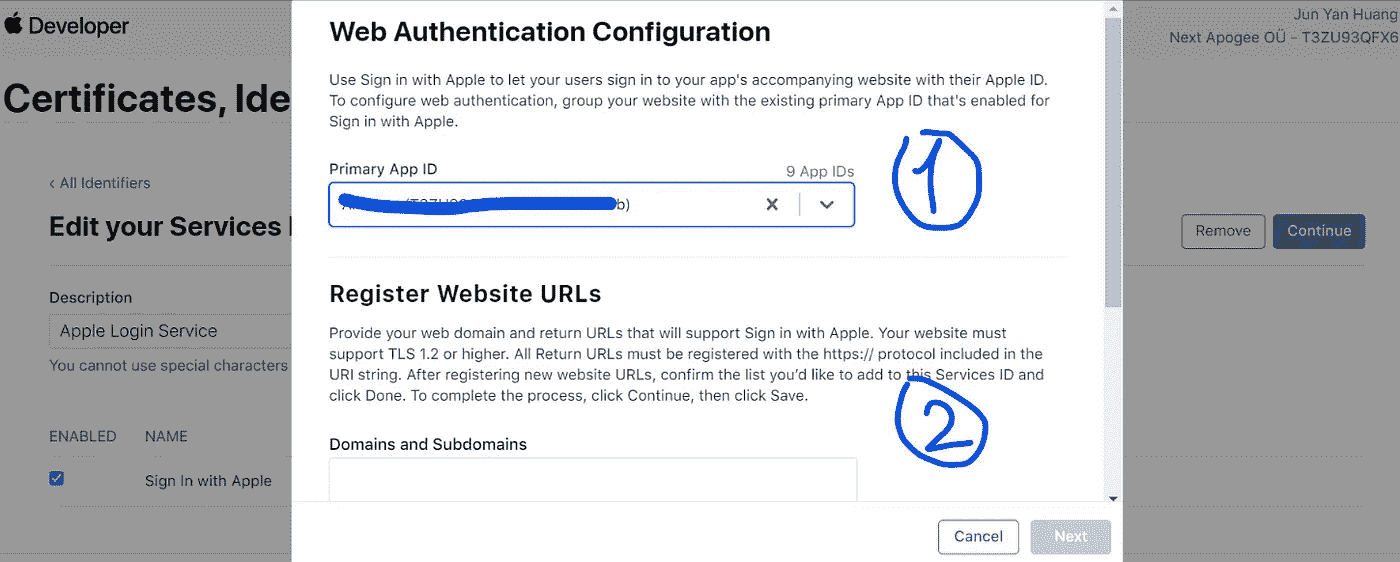 Developer
Jun Yan Huang
Next Apogee OÜ - T3ZU93QFX6
Certificates, Ide
‹ All Identifiers
Edit your Services
Remove
Continue
Description
Apple Login Service
You cannot use special characters
ENABLED
NAME
Sign In with Apple
Web Authentication Configuration
Use Sign in with Apple to let your users sign in to your app's accompanying website with their Apple ID.
To configure web authentication, group your website with the existing primary App ID that's enabled for
Sign in with Apple.
Primary App ID
9 App IDs
b)
1
Register Website URLs
Provide your web domain and return URLs that will support Sign in with Apple. Your website must
support TLS 1.2 or higher. All Return URLs must be registered with the https:// protocol included in the
URI string. After registering new website URLs, confirm the list you’d like to add to this Services ID and
click Done. To complete the process, click Continue, then click Save.
2
Domains and Subdomains
Cancel
Next